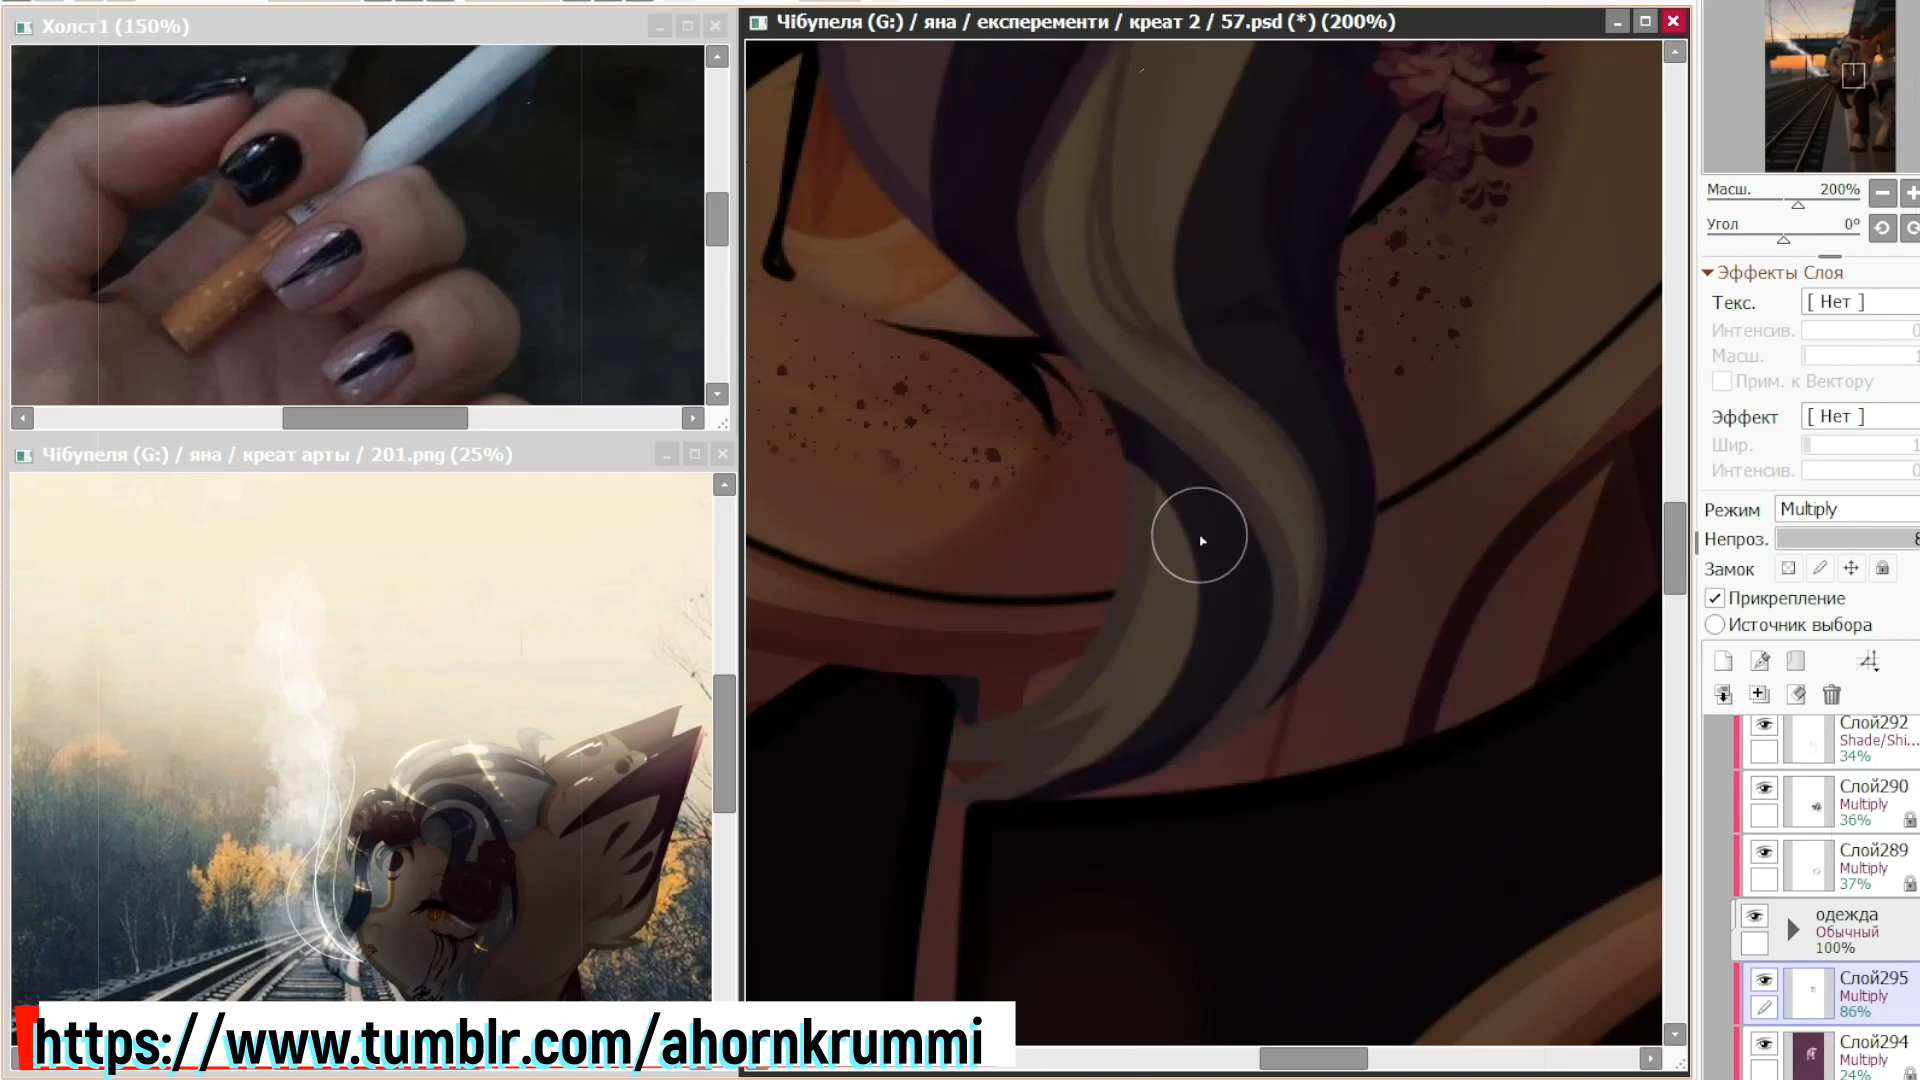 Холст1 (150%)
Чібупеля (G:) / яна / експеременти / креат 2 / 57.psd (*) (200%)
Чібупеля (G:) / яна / креат арты / 201.png (25%)
https://www.tumblr.com/ahornkrummi
Масш. 200%
Угол 0°
Эффекты Слоя
Текс. [ Нет ]
Интенсив.
Масш.
Прим. к Вектору
Эффект [ Нет ]
Шир. 1
Интенсив.
Режим Multiply
Непроз. 8
Замок
Прикрепление
Источник выбора
Слой292
Shade/Shi...
34%
Слой290
Multiply
36%
Слой289
Multiply
37%
одежда
Обычный
100%
Слой295
Multiply
86%
Слой294
Multiply
24%